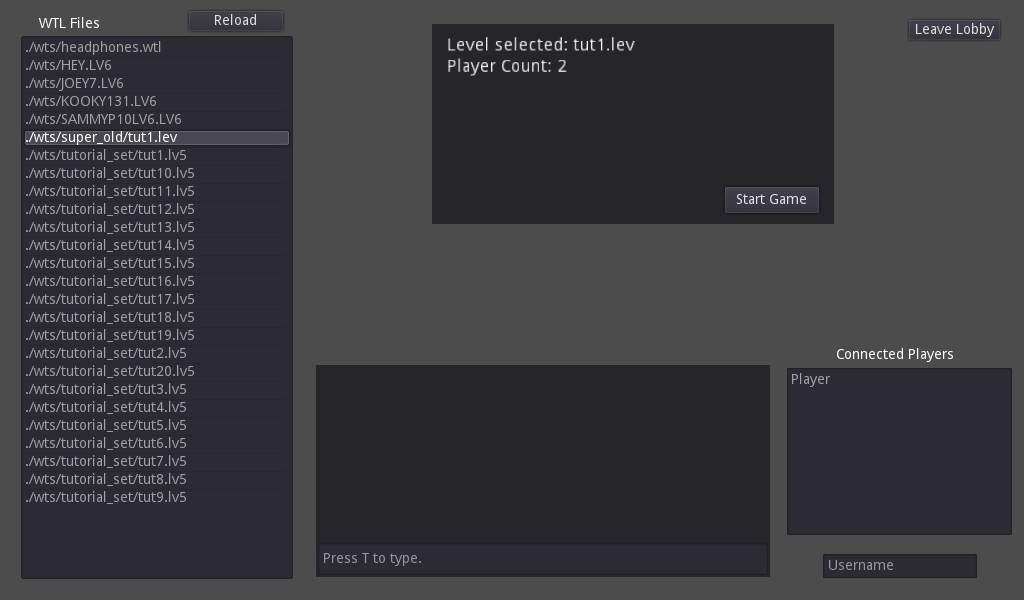 WTL Files
Reload
./wts/headphones.wtl
./wts/HEY.LV6
./wts/JOEY7.LV6
./wts/KOOKY131.LV6
./wts/SAMMYP10LV6.LV6
./wts/super_old/tut1.lev
./wts/tutorial_set/tut1.lv5
./wts/tutorial_set/tut10.lv5
./wts/tutorial_set/tut11.lv5
./wts/tutorial_set/tut12.lv5
./wts/tutorial_set/tut13.lv5
./wts/tutorial_set/tut14.lv5
./wts/tutorial_set/tut15.lv5
./wts/tutorial_set/tut16.lv5
./wts/tutorial_set/tut17.lv5
./wts/tutorial_set/tut18.lv5
./wts/tutorial_set/tut19.lv5
./wts/tutorial_set/tut2.lv5
./wts/tutorial_set/tut20.lv5
./wts/tutorial_set/tut3.lv5
./wts/tutorial_set/tut4.lv5
./wts/tutorial_set/tut5.lv5
./wts/tutorial_set/tut6.lv5
./wts/tutorial_set/tut7.lv5
./wts/tutorial_set/tut8.lv5
./wts/tutorial_set/tut9.lv5
Level selected: tut1.lev
Player Count: 2
Start Game
Leave Lobby
Press T to type.
Connected Players
Player
Username